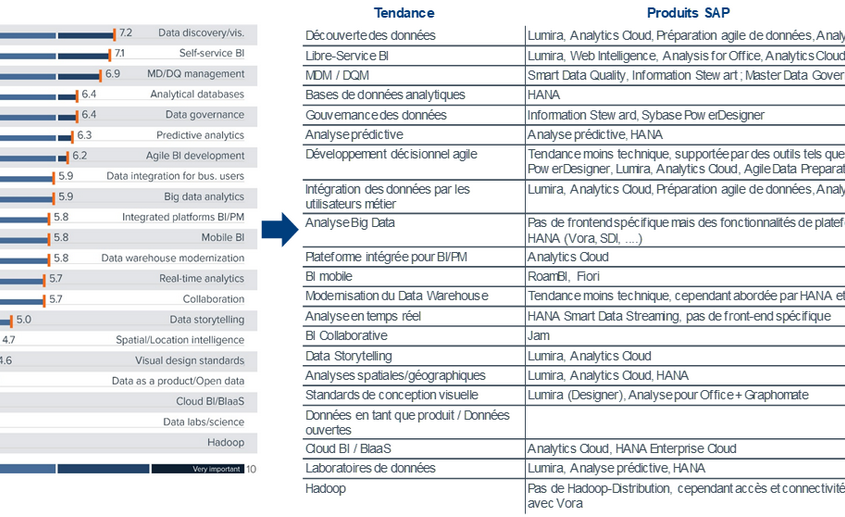 7.2 Data discovery/vis.
7.1 Self-service BI
6.9 MD/DQ management
6.4 Analytical databases
6.4 Data governance
6.3 Predictive analytics
6.2 Agile BI development
5.9 Data integration for bus. users
5.9 Big data analytics
5.8 Integrated platforms BI/PM
5.8 Mobile BI
5.8 Data warehouse modernization
5.7 Real-time analytics
5.7 Collaboration
5.0 Data storytelling
4.7 Spatial/Location intelligence
4.6 Visual design standards
Data as a product/Open data
Cloud BI/BIaaS
Data labs/science
Hadoop
Very important 10
Tendance Produits SAP
Découverte des données Lumira, Analytics Cloud, Préparation agile de données, Analy
Libre-Service BI Lumira, Web Intelligence, Analysis for Office, Analytics Cloud
MDM / DQM Smart Data Quality, Information Stew art ; Master Data Gover
Bases de données analytiques HANA
Gouvernance des données Information Stew ard, Sybase Pow erDesigner
Analyse prédictive Analyse prédictive, HANA
Développement décisionnel agile Tendance moins technique, supportée par des outils tels que
Pow erDesigner, Lumira, Analytics Cloud, Agile Data Preparat
Intégration des données par les Lumira, Analytics Cloud, Préparation agile de données, Analy
utilisateurs métier
Analyse Big Data Pas de frontend spécifique mais des fonctionnalités de platef
HANA (Vora, SDI, ....)
Plateforme intégrée pour BI/PM Analytics Cloud
BI mobile RoamBI, Fiori
Modernisation du Data Warehouse Tendance moins technique, cependant abordée par HANA et
Analyse en temps réel HANA Smart Data Streaming, pas de front-end spécifique
BI Collaborative Jam
Data Storytelling Lumira, Analytics Cloud
Analyses spatiales/géographiques Lumira, Analytics Cloud, HANA
Standards de conception visuelle Lumira (Designer), Analyse pour Office + Graphomate
Données en tant que produit / Données
ouvertes
Cloud BI / BIaaS Analytics Cloud, HANA Enterprise Cloud
Laboratoires de données Lumira, Analyse prédictive, HANA
Hadoop Pas de Hadoop-Distribution, cependant accès et connectivité
avec Vora